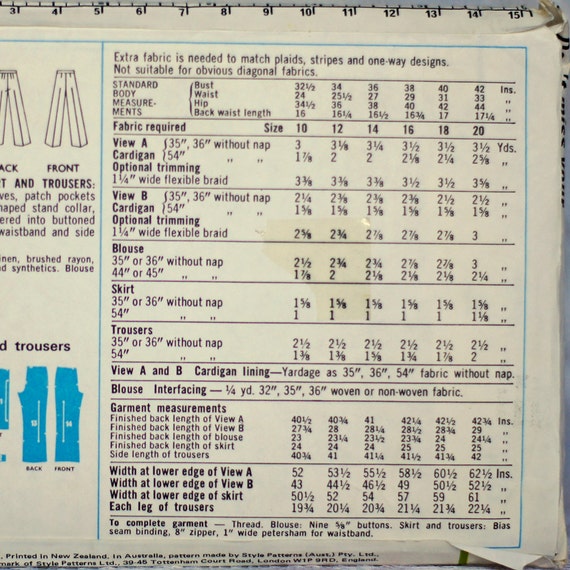 31 41 51 61 71 81 91 101 111 121 131 141 151
Extra fabric is needed to match plaids, stripes and one-way designs.
Not suitable for obvious diagonal fabrics.
STANDARD Bust 32½ 34 36 38 40 42 Ins.
BODY Waist 24 25½ 27 29 31 33 „
MEASURE- Hip 34½ 36 38 40 42 44 „
MENTS Back waist length 16 16¼ 16½ 16¾ 17 17¼ „
Fabric required Size 10 12 14 16 18 20
View A 35", 36" without nap 3 3⅛ 3¼ 3½ 3½ 3½ Yds.
Cardigan 54" „ „ 1⅞ 2 2 2⅛ 2¼ 2⅝ „
Optional trimming
1¼" wide flexible braid 3⅜ 3⅜ 3⅜ 3½ 3½ 3⅝ „
View B 35", 36" without nap 2¼ 2⅜ 2⅜ 2⅜ 2⅜ 2⅜ „
Cardigan 54" „ „ 1⅝ 1⅝ 1⅝ 1⅝ 1⅝ 1⅝ „
Optional trimming
1¼" wide flexible braid 2⅝ 2¾ 2⅞ 2⅞ 2⅞ 3 „
Blouse
35" or 36" without nap 2½ 2¾ 2¾ 2⅞ 2⅞ 3 „
44" or 45" „ „ 1⅞ 2 2⅛ 2⅛ 2⅛ 2¼ „
Skirt
35" or 36" without nap 1⅝ 1⅝ 1⅝ 1⅝ 1⅝ 1⅝ „
54" „ „ 1 1 1 1 1 1⅛ „
Trousers
35" or 36" without nap 2½ 2½ 2½ 2½ 2½ 2½ „
54" „ „ 1⅜ 1⅜ 1⅝ 1¾ 1⅞ 2 „
View A and B Cardigan lining—Yardage as 35", 36", 54" fabric without nap.
Blouse Interfacing — ¼ yd. 32", 35", 36" woven or non-woven fabric.
Garment measurements
Finished back length of View A 40½ 40¾ 41 42¼ 42½ 42¾ Ins.
Finished back length of View B 27¾ 28 28¼ 28½ 28¾ 29 „
Finished back length of blouse 23 23¼ 23½ 23¾ 24 24¼ „
Finished back length of skirt 24 24 24 25 25 25 „
Side length of trousers 40¾ 41 41¼ 41½ 41¾ 42 „
Width at lower edge of View A 52 53½ 55½ 58½ 60½ 62½ Ins.
Width at lower edge of View B 43 44½ 46½ 49 50½ 52½ „
Width at lower edge of skirt 50½ 52 54 57 59 61 „
Each leg of trousers 19¾ 20¼ 20¾ 21¼ 21¾ 22¼ „
To complete garment — Thread. Blouse: Nine ⅝" buttons. Skirt and trousers: Bias
seam binding, 8" zipper, 1" wide petersham for waistband.
ACK FRONT
T AND TROUSERS:
ves, patch pockets
haped stand collar,
ered into buttoned
waistband and side
inen, brushed rayon,
nd synthetics. Blouse
d trousers
13 14
BACK FRONT
Printed in New Zealand. In Australia, pattern made by Style Patterns (Aust.) Pty. Ltd.
Ltd., 39-45 Tottenham Court Road, London W1P 9RD, England